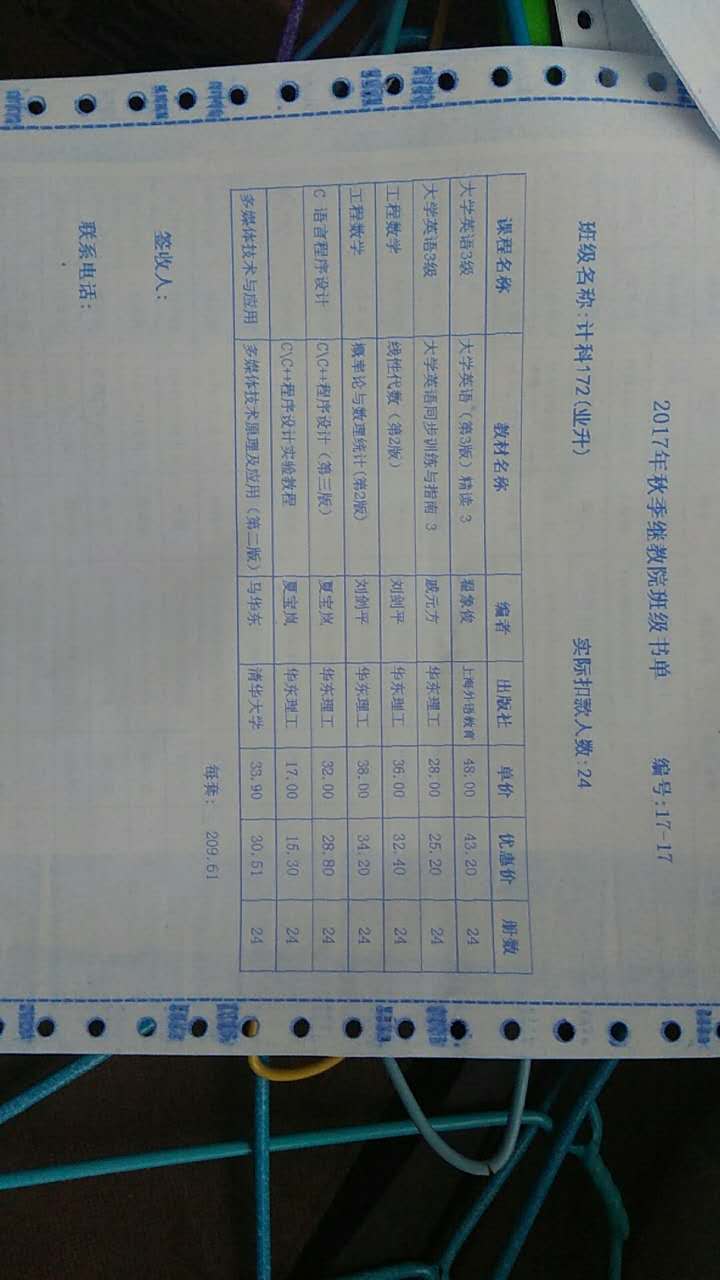 2017年秋季继教院班级书单 编号:17-17
班级名称:计科172(业升) 实际扣款人数:24
课程名称 教材名称 编者 出版社 单价 优惠价 册数
大学英语3级 大学英语(第3版)精读 3 翟象俊 上海外语教育 48.00 43.20 24
大学英语3级 大学英语同步训练与指南 3 戚元方 华东理工 28.00 25.20 24
工程数学 线性代数(第2版) 刘剑平 华东理工 36.00 32.40 24
工程数学 概率论与数理统计(第2版) 刘剑平 华东理工 38.00 34.20 24
C 语言程序设计 C\C++程序设计(第三版) 夏宝岚 华东理工 32.00 28.80 24
C\C++程序设计实验教程 夏宝岚 华东理工 17.00 15.30 24
多媒体技术与应用 多媒体技术原理及应用(第二版) 马华东 清华大学 33.90 30.51 24
每套: 209.61
签收人:
联系电话: